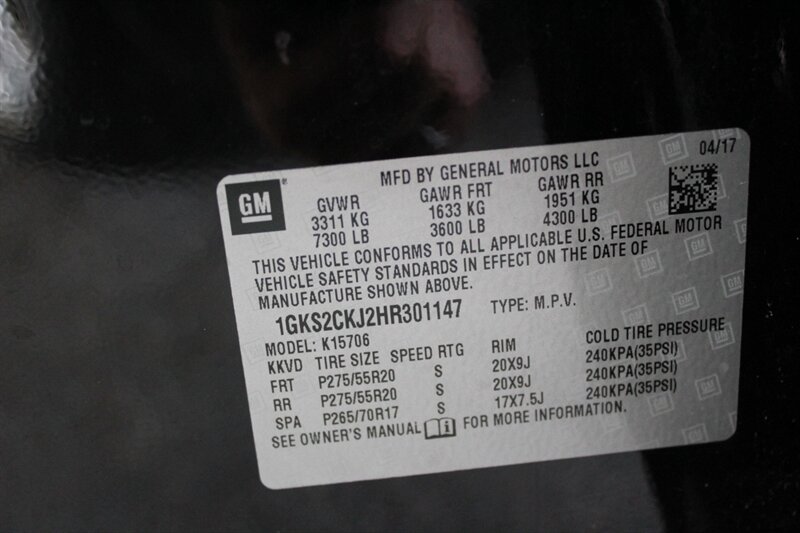 MFD BY GENERAL MOTORS LLC 04/17
GM® GVWR GAWR FRT GAWR RR
3311 KG 1633 KG 1951 KG
7300 LB 3600 LB 4300 LB
THIS VEHICLE CONFORMS TO ALL APPLICABLE U.S. FEDERAL MOTOR
VEHICLE SAFETY STANDARDS IN EFFECT ON THE DATE OF
MANUFACTURE SHOWN ABOVE.
1GKS2CKJ2HR301147 TYPE: M.P.V.
MODEL: K15706
KKVD TIRE SIZE SPEED RTG RIM COLD TIRE PRESSURE
FRT P275/55R20 S 20X9J 240KPA(35PSI)
RR P275/55R20 S 20X9J 240KPA(35PSI)
SPA P265/70R17 S 17X7.5J 240KPA(35PSI)
SEE OWNER'S MANUAL FOR MORE INFORMATION.